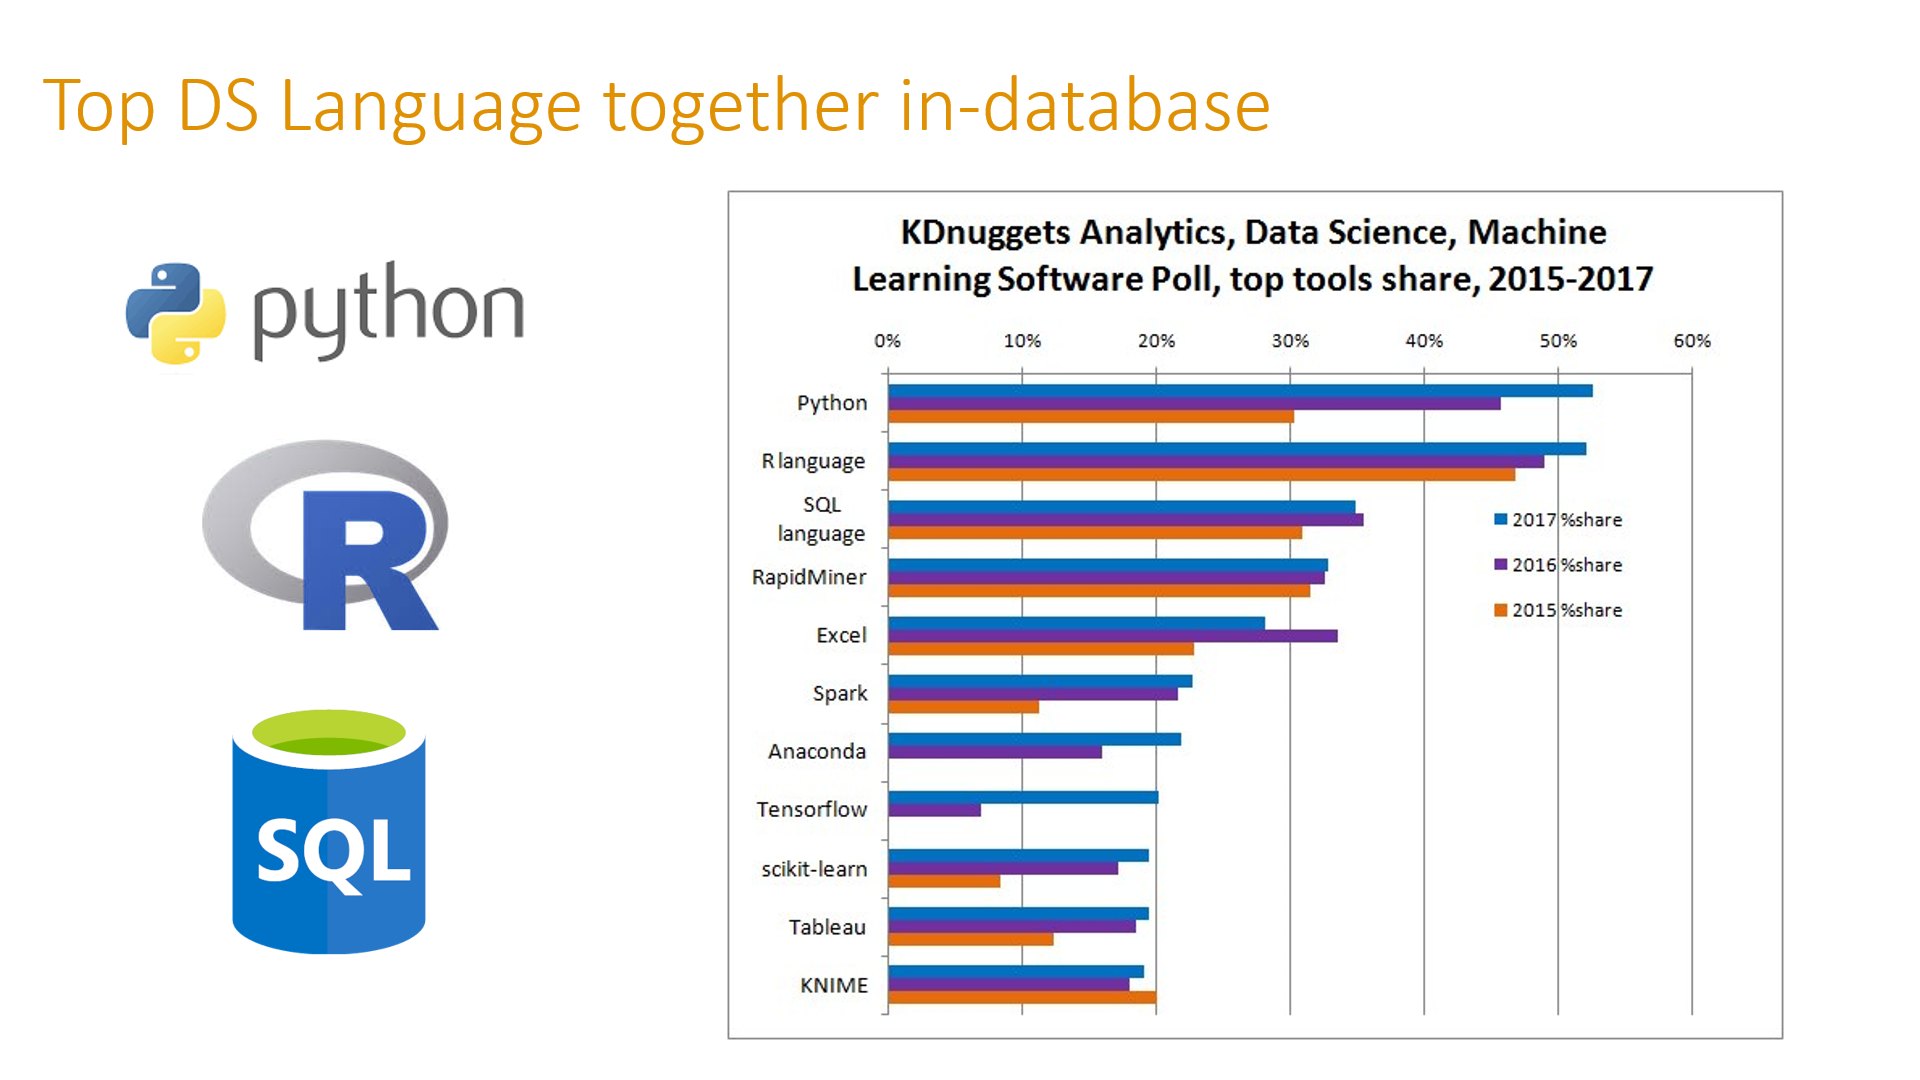 Top DS Language together in-database
python
R
SQL
KDnuggets Analytics, Data Science, Machine
Learning Software Poll, top tools share, 2015-2017
0% 10% 20% 30% 40% 50% 60%
Python
R language
SQL
language
RapidMiner
Excel
Spark
Anaconda
Tensorflow
scikit-learn
Tableau
KNIME
2017 %share
2016 %share
2015 %share